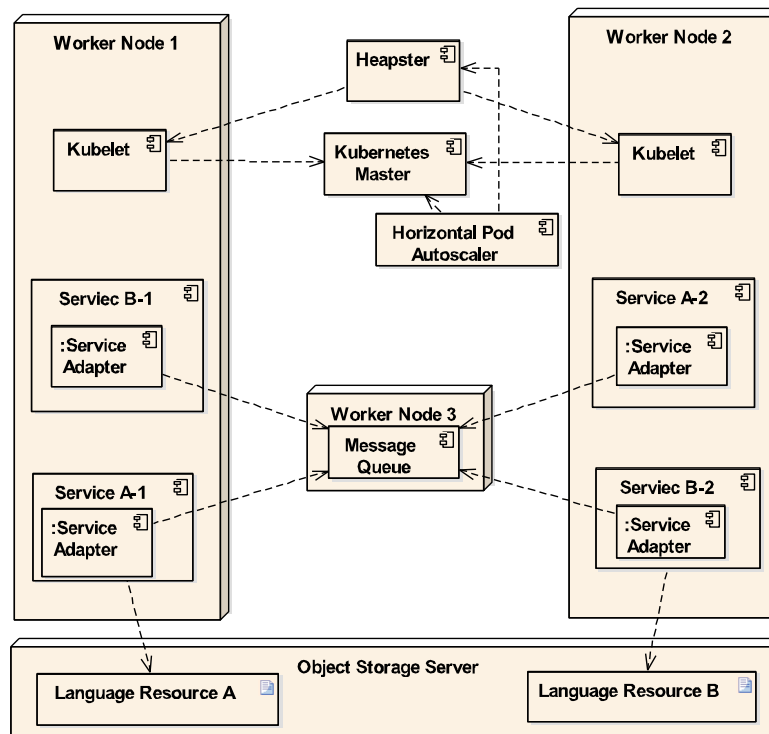 Worker Node 1
Heapster
Worker Node 2
Kubelet
Kubernetes
Master
Kubelet
Horizontal Pod
Autoscaler
Serviec B-1
:Service
Adapter
Service A-2
:Service
Adapter
Worker Node 3
Message
Queue
Service A-1
:Service
Adapter
Serviec B-2
:Service
Adapter
Object Storage Server
Language Resource A
Language Resource B